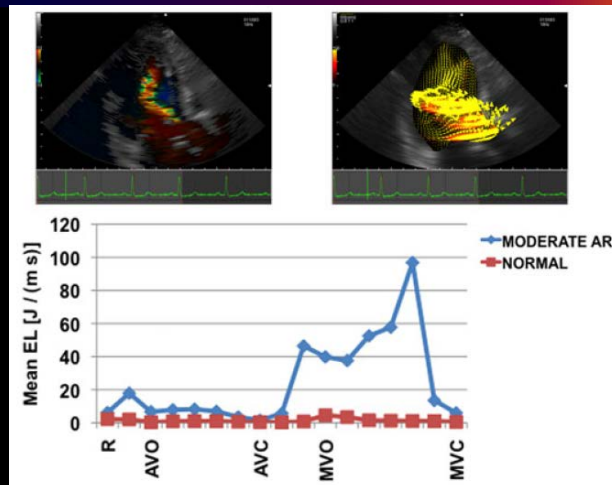 120
100
80
60
40
20
0
Mean EL [J / (m s)]
MODERATE AR
NORMAL
R
AVO
AVC
MVO
MVC